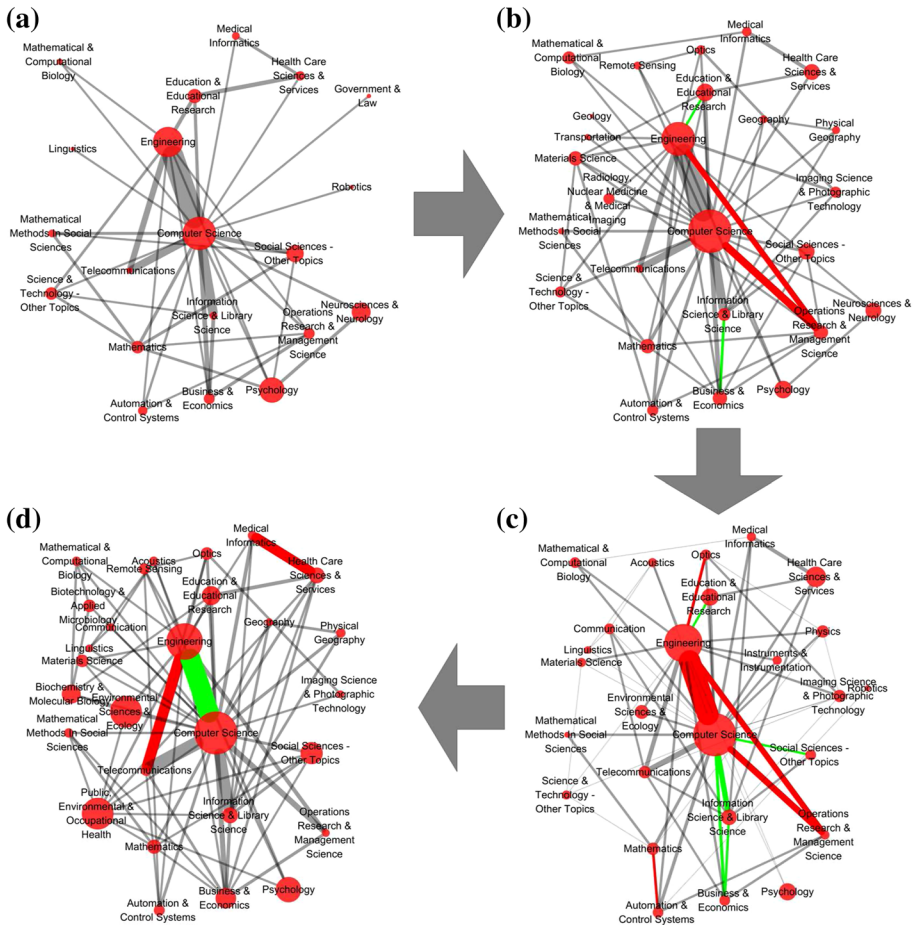 (a)
Medical
Informatics
Mathematical &
Computational
Biology
Health Care
Sciences &
Services
Education &
Educational
Research
Government &
Law
Engineering
Linguistics
Robotics
Mathematical
Methods In Social
Sciences
Computer Science
Social Sciences -
Other Topics
Telecommunications
Science &
Technology -
Other Topics
Information
Science & Library
Science
Operations
Research &
Management
Science
Neurosciences &
Neurology
Mathematics
Psychology
Business &
Economics
Automation &
Control Systems
(b)
Medical
Informatics
Mathematical &
Computational
Biology
Optics
Remote Sensing
Health Care
Sciences &
Services
Education &
Educational
Research
Geology
Geography
Physical
Geography
Transportation
Engineering
Materials Science
Radiology,
Nuclear Medicine
& Medical
Imaging
Imaging Science
& Photographic
Technology
Mathematical
Methods In Social
Sciences
Computer Science
Social Sciences -
Other Topics
Telecommunications
Science &
Technology -
Other Topics
Information
Science & Library
Science
Operations
Research &
Management
Science
Neurosciences &
Neurology
Mathematics
Psychology
Business &
Economics
Automation &
Control Systems
(d)
Medical
Informatics
Mathematical &
Computational
Biology
Acoustics
Remote Sensing
Optics
Health Care
Sciences &
Services
Biotechnology &
Applied
Microbiology
Education &
Educational
Research
Communication
Geography
Physical
Geography
Engineering
Linguistics
Materials Science
Biochemistry &
Molecular Biology
Environmental
Sciences &
Ecology
Imaging Science
& Photographic
Technology
Mathematical
Methods In Social
Sciences
Computer Science
Social Sciences -
Other Topics
Telecommunications
Public,
Environmental &
Occupational
Health
Information
Science & Library
Science
Operations
Research &
Management
Science
Mathematics
Psychology
Business &
Economics
Automation &
Control Systems
(c)
Medical
Informatics
Mathematical &
Computational
Biology
Acoustics
Optics
Health Care
Sciences &
Services
Education &
Educational
Research
Communication
Physics
Engineering
Linguistics
Materials Science
Instruments &
Instrumentation
Imaging Science
& Photographic
Technology
Robotics
Environmental
Sciences &
Ecology
Mathematical
Methods In Social
Sciences
Computer Science
Social Sciences -
Other Topics
Telecommunications
Science &
Technology -
Other Topics
Information
Science & Library
Science
Operations
Research &
Management
Science
Mathematics
Psychology
Business &
Economics
Automation &
Control Systems